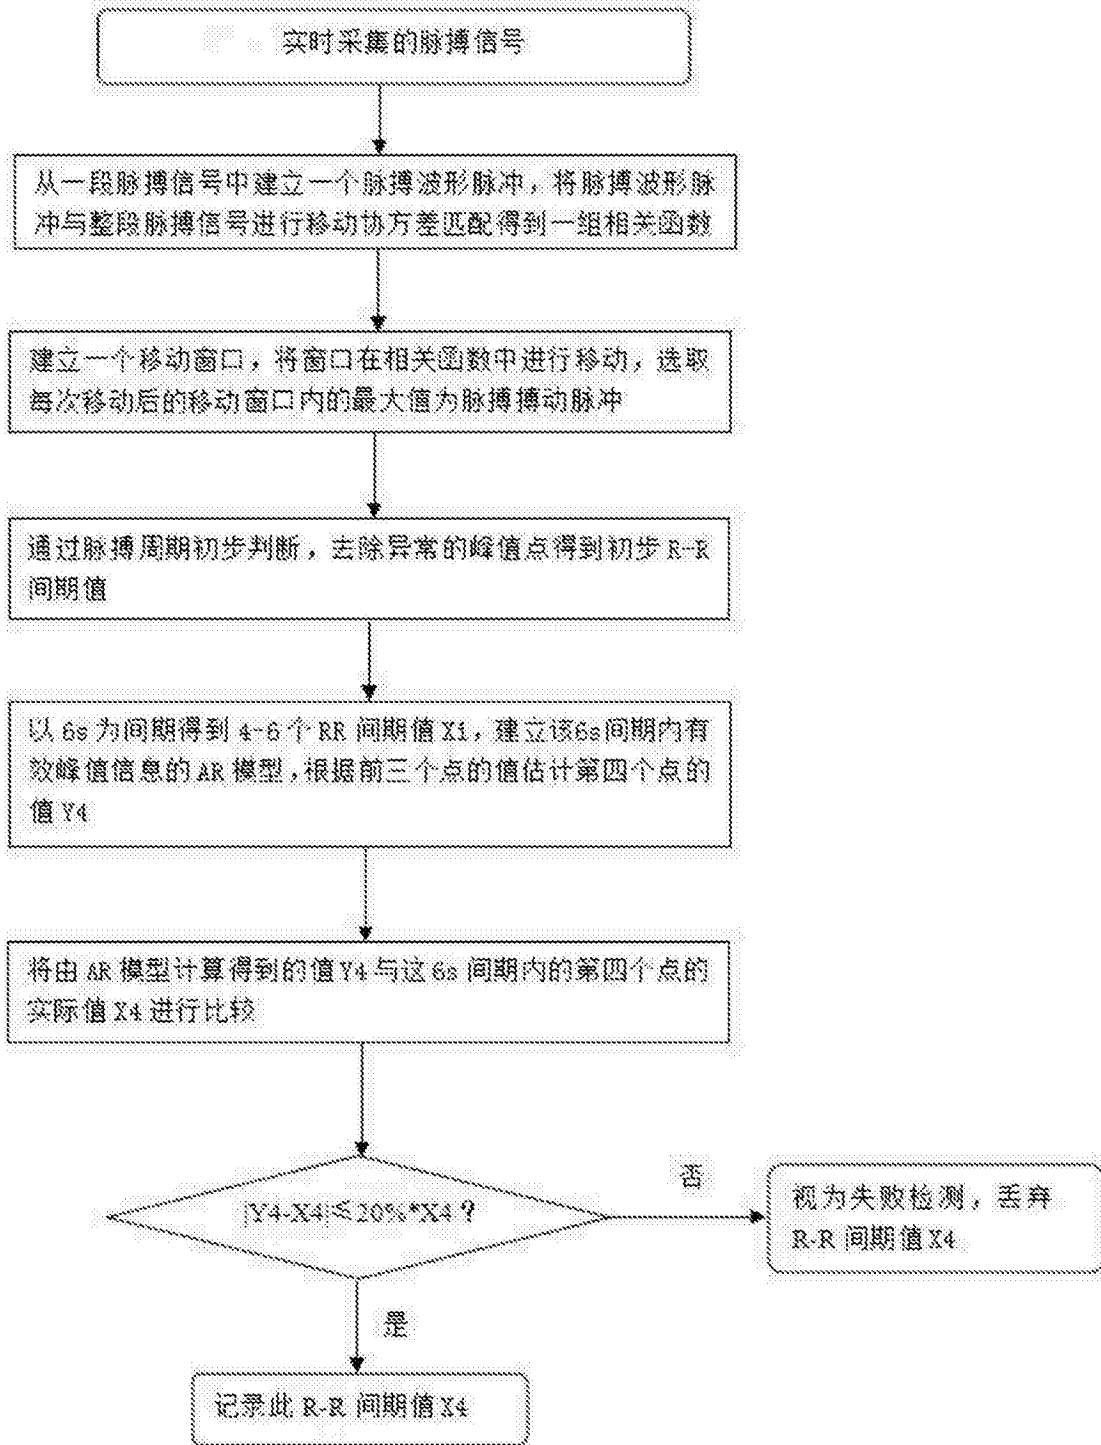 实时采集的脉搏信号
从一段脉搏信号中建立一个脉搏波形脉冲，将脉搏波形脉
冲与整段脉搏信号进行移动协方差匹配得到一组相关函数
建立一个移动窗口，将窗口在相关函数中进行移动，选取
每次移动后的移动窗口内的最大值为脉搏搏动脉冲
通过脉搏周期初步判断，去除异常的峰值点得到初步R-R
间期值
以6s为间期得到4-6个RR间期值Xi，建立该6s间期内有
效峰值信息的AR模型，根据前三个点的值估计第四个点的
值Y4
将由AR模型计算得到的值Y4与这6s间期内的第四个点的
实际值X4进行比较
|Y4-X4|≤20%*X4？
否
视为失败检测，丢弃
R-R间期值X4
是
记录此R-R间期值X4